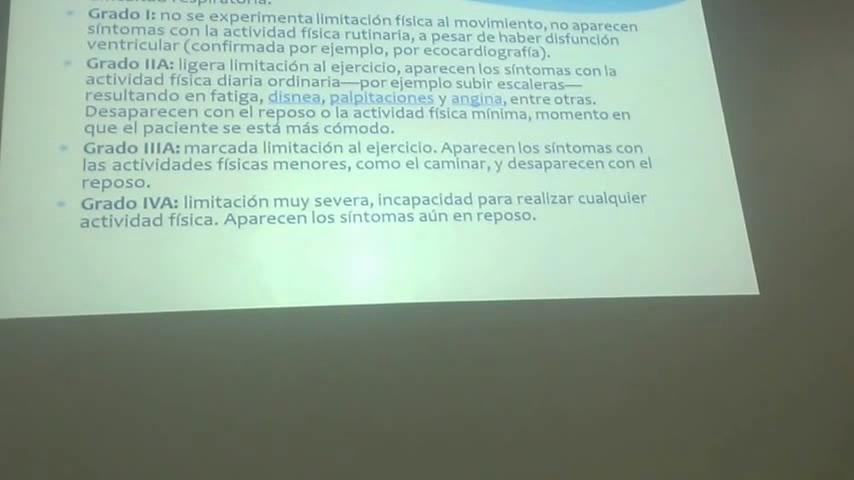 respiratoria.
Grado I: no se experimenta limitación física al movimiento, no aparecen
síntomas con la actividad física rutinaria, a pesar de haber disfunción
ventricular (confirmada por ejemplo, por ecocardiografía).
Grado IIA: ligera limitación al ejercicio, aparecen los síntomas con la
actividad física diaria ordinaria—por ejemplo subir escaleras—
resultando en fatiga, disnea, palpitaciones y angina, entre otras.
Desaparecen con el reposo o la actividad física mínima, momento en
que el paciente se está más cómodo.
Grado IIIA: marcada limitación al ejercicio. Aparecen los síntomas con
las actividades físicas menores, como el caminar, y desaparecen con el
reposo.
Grado IVA: limitación muy severa, incapacidad para realizar cualquier
actividad física. Aparecen los síntomas aún en reposo.